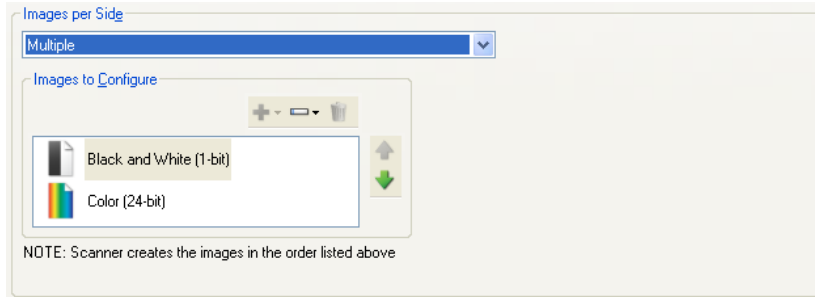 Images per Side
Multiple
Images to Configure
Black and White (1-bit)
Color (24-bit)
NOTE: Scanner creates the images in the order listed above